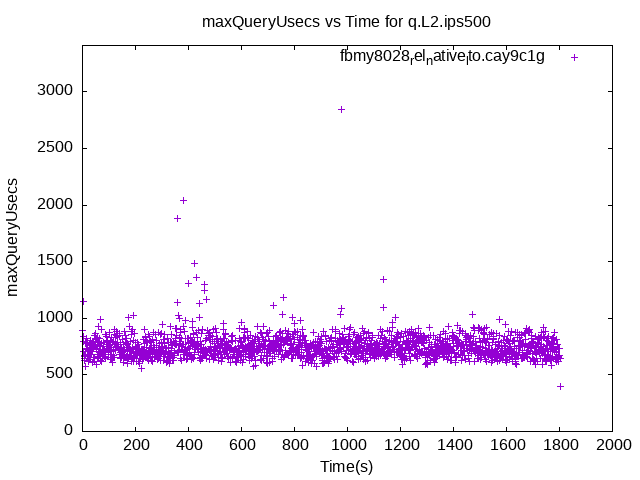 maxQueryUsecs vs Time for q.L2.ips500
fbmy8028relnativelto.cay9c1g
3000
2500
2000
1500
1000
500
0
maxQueryUsecs
0 200 400 600 800 1000 1200 1400 1600 1800 2000
Time(s)